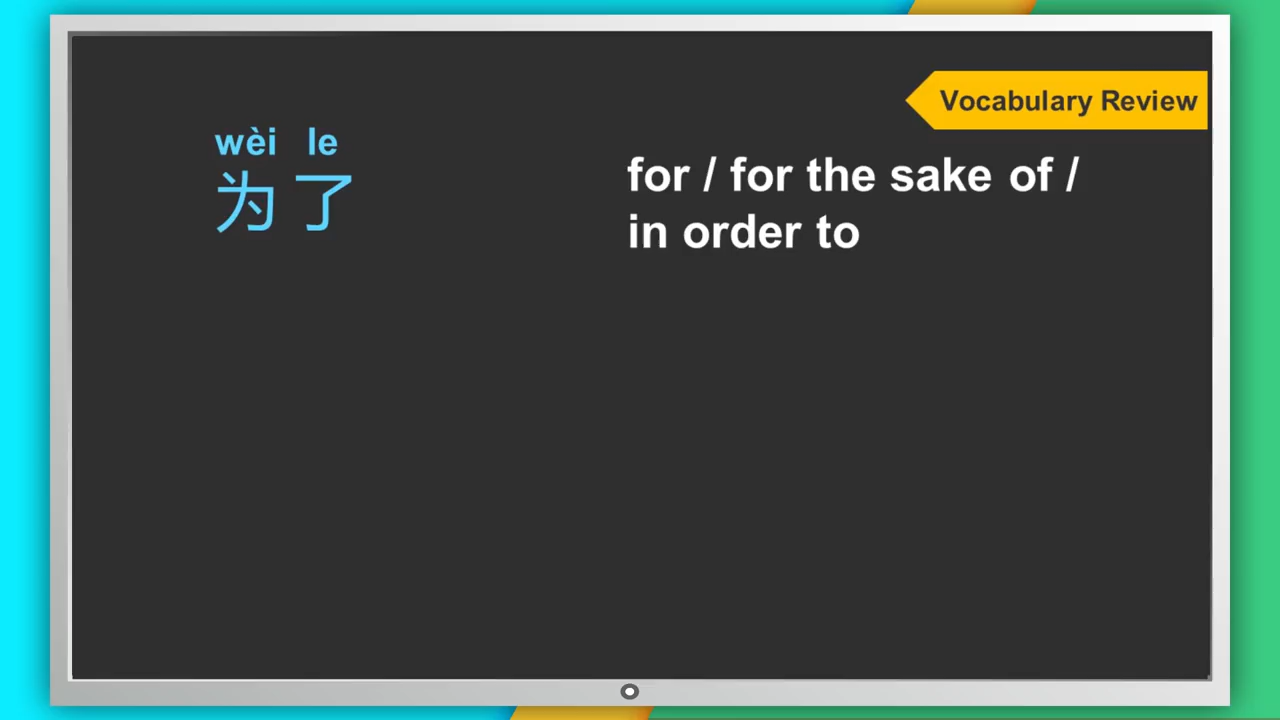 Vocabulary Review
wèi le
为了
for / for the sake of /
in order to